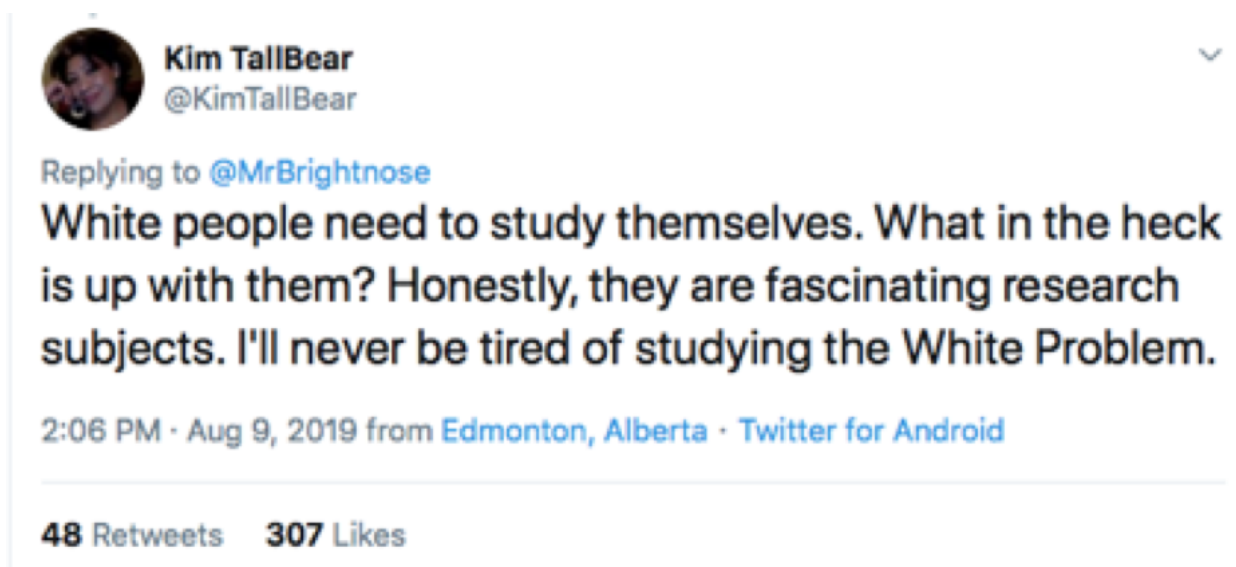 Kim TallBear
@KimTallBear
Replying to @MrBrightnose
White people need to study themselves. What in the heck
is up with them? Honestly, they are fascinating research
subjects. I'll never be tired of studying the White Problem.
2:06 PM · Aug 9, 2019 from Edmonton, Alberta · Twitter for Android
48 Retweets 307 Likes